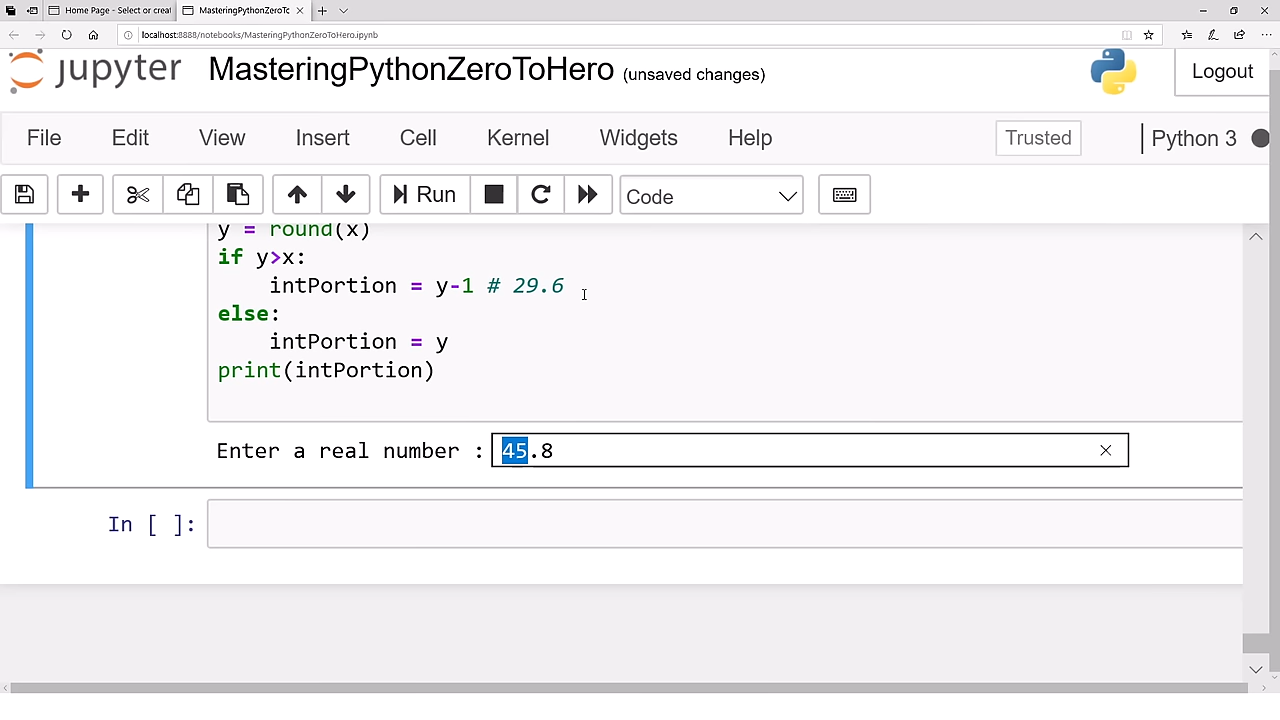 Home Page - Select or creat
MasteringPythonZeroTo
localhost:8888/notebooks/MasteringPythonZeroToHero.ipynb
jupyter MasteringPythonZeroToHero (unsaved changes) Logout
File Edit View Insert Cell Kernel Widgets Help Trusted Python 3
Run Code
y = round(x)
if y>x:
    intPortion = y-1 # 29.6
else:
    intPortion = y
print(intPortion)
Enter a real number : 45.8
In [ ]: